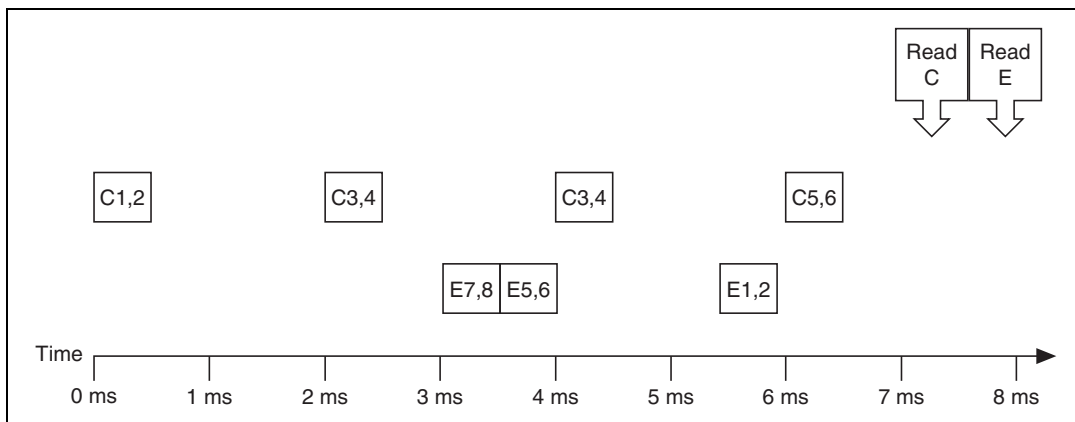 Read
C
Read
E
C1,2
C3,4
C3,4
C5,6
E7,8
E5,6
E1,2
Time
0 ms
1 ms
2 ms
3 ms
4 ms
5 ms
6 ms
7 ms
8 ms